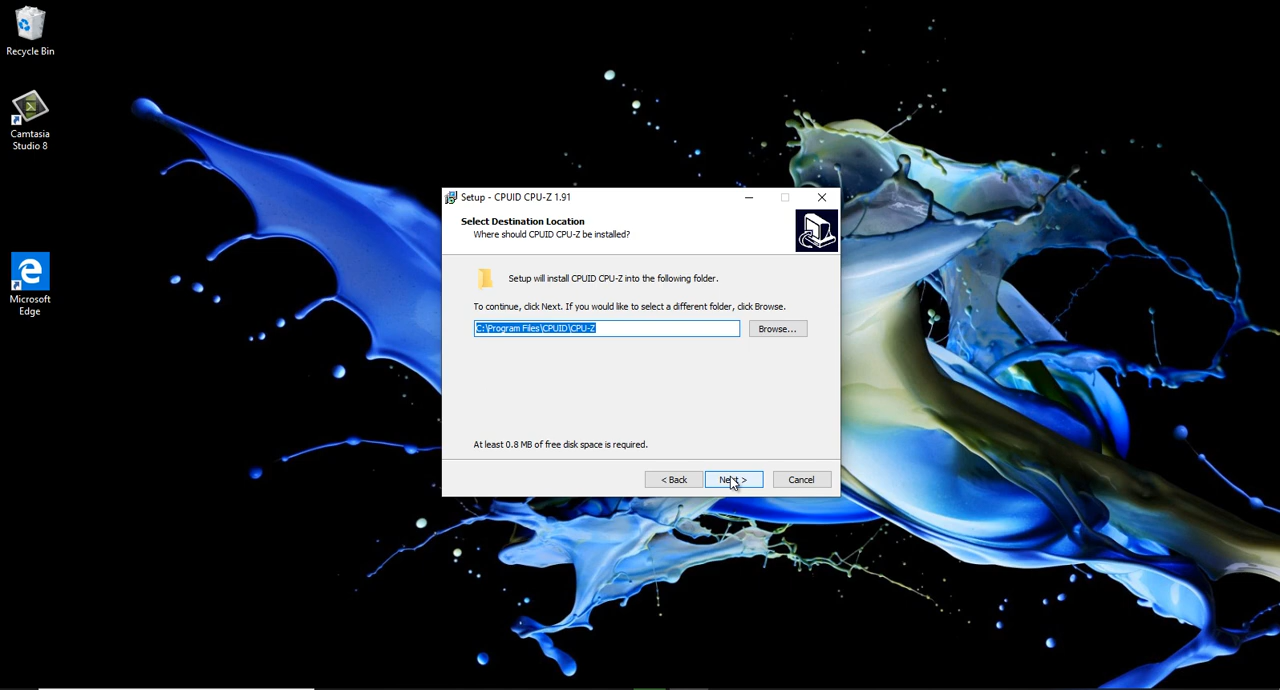 Recycle Bin
Camtasia
Studio 8
Microsoft
Edge
Setup - CPUID CPU-Z 1.91
Select Destination Location
Where should CPUID CPU-Z be installed?
Setup will install CPUID CPU-Z into the following folder.
To continue, click Next. If you would like to select a different folder, click Browse.
C:\Program Files\CPUID\CPU-Z
Browse...
At least 0.8 MB of free disk space is required.
< Back
Next >
Cancel